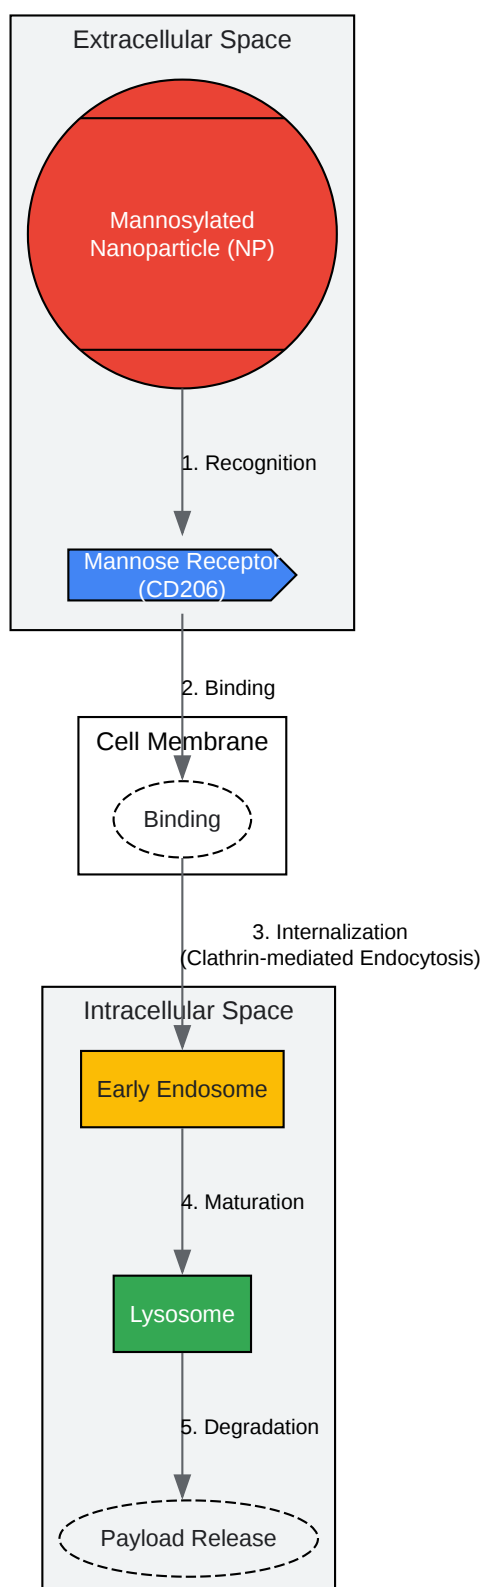 Extracellular Space
Mannosylated
Nanoparticle (NP)
1. Recognition
Mannose Receptor
(CD206)
2. Binding
Cell Membrane
Binding
3. Internalization
(Clathrin-mediated Endocytosis)
Intracellular Space
Early Endosome
4. Maturation
Lysosome
5. Degradation
Payload Release